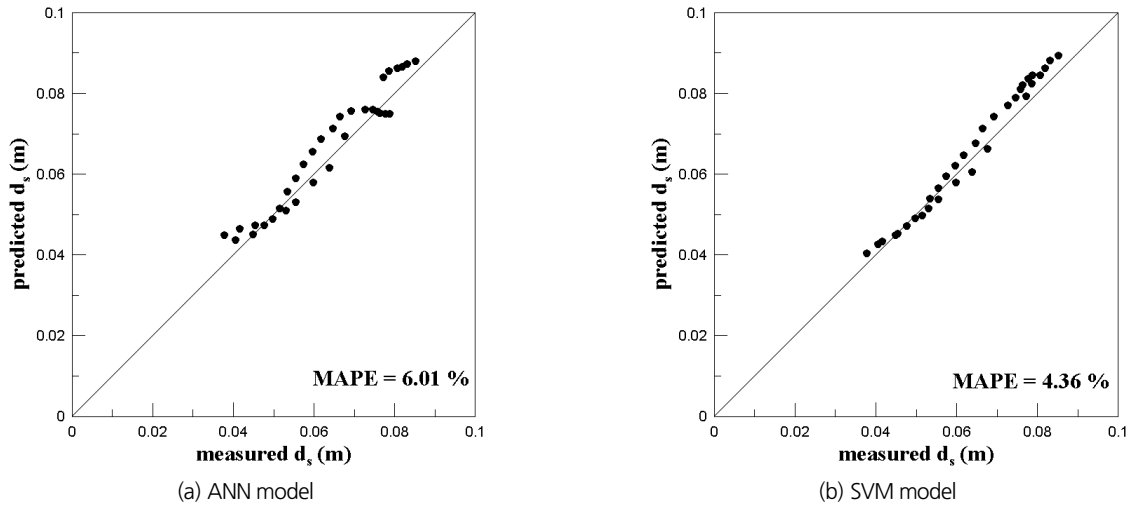 0.1
0.08
0.06
0.04
0.02
0
predicted ds (m)
MAPE = 6.01 %
0 0.02 0.04 0.06 0.08 0.1
measured ds (m)
(a) ANN model
0.1
0.08
0.06
0.04
0.02
0
predicted ds (m)
MAPE = 4.36 %
0 0.02 0.04 0.06 0.08 0.1
measured ds (m)
(b) SVM model